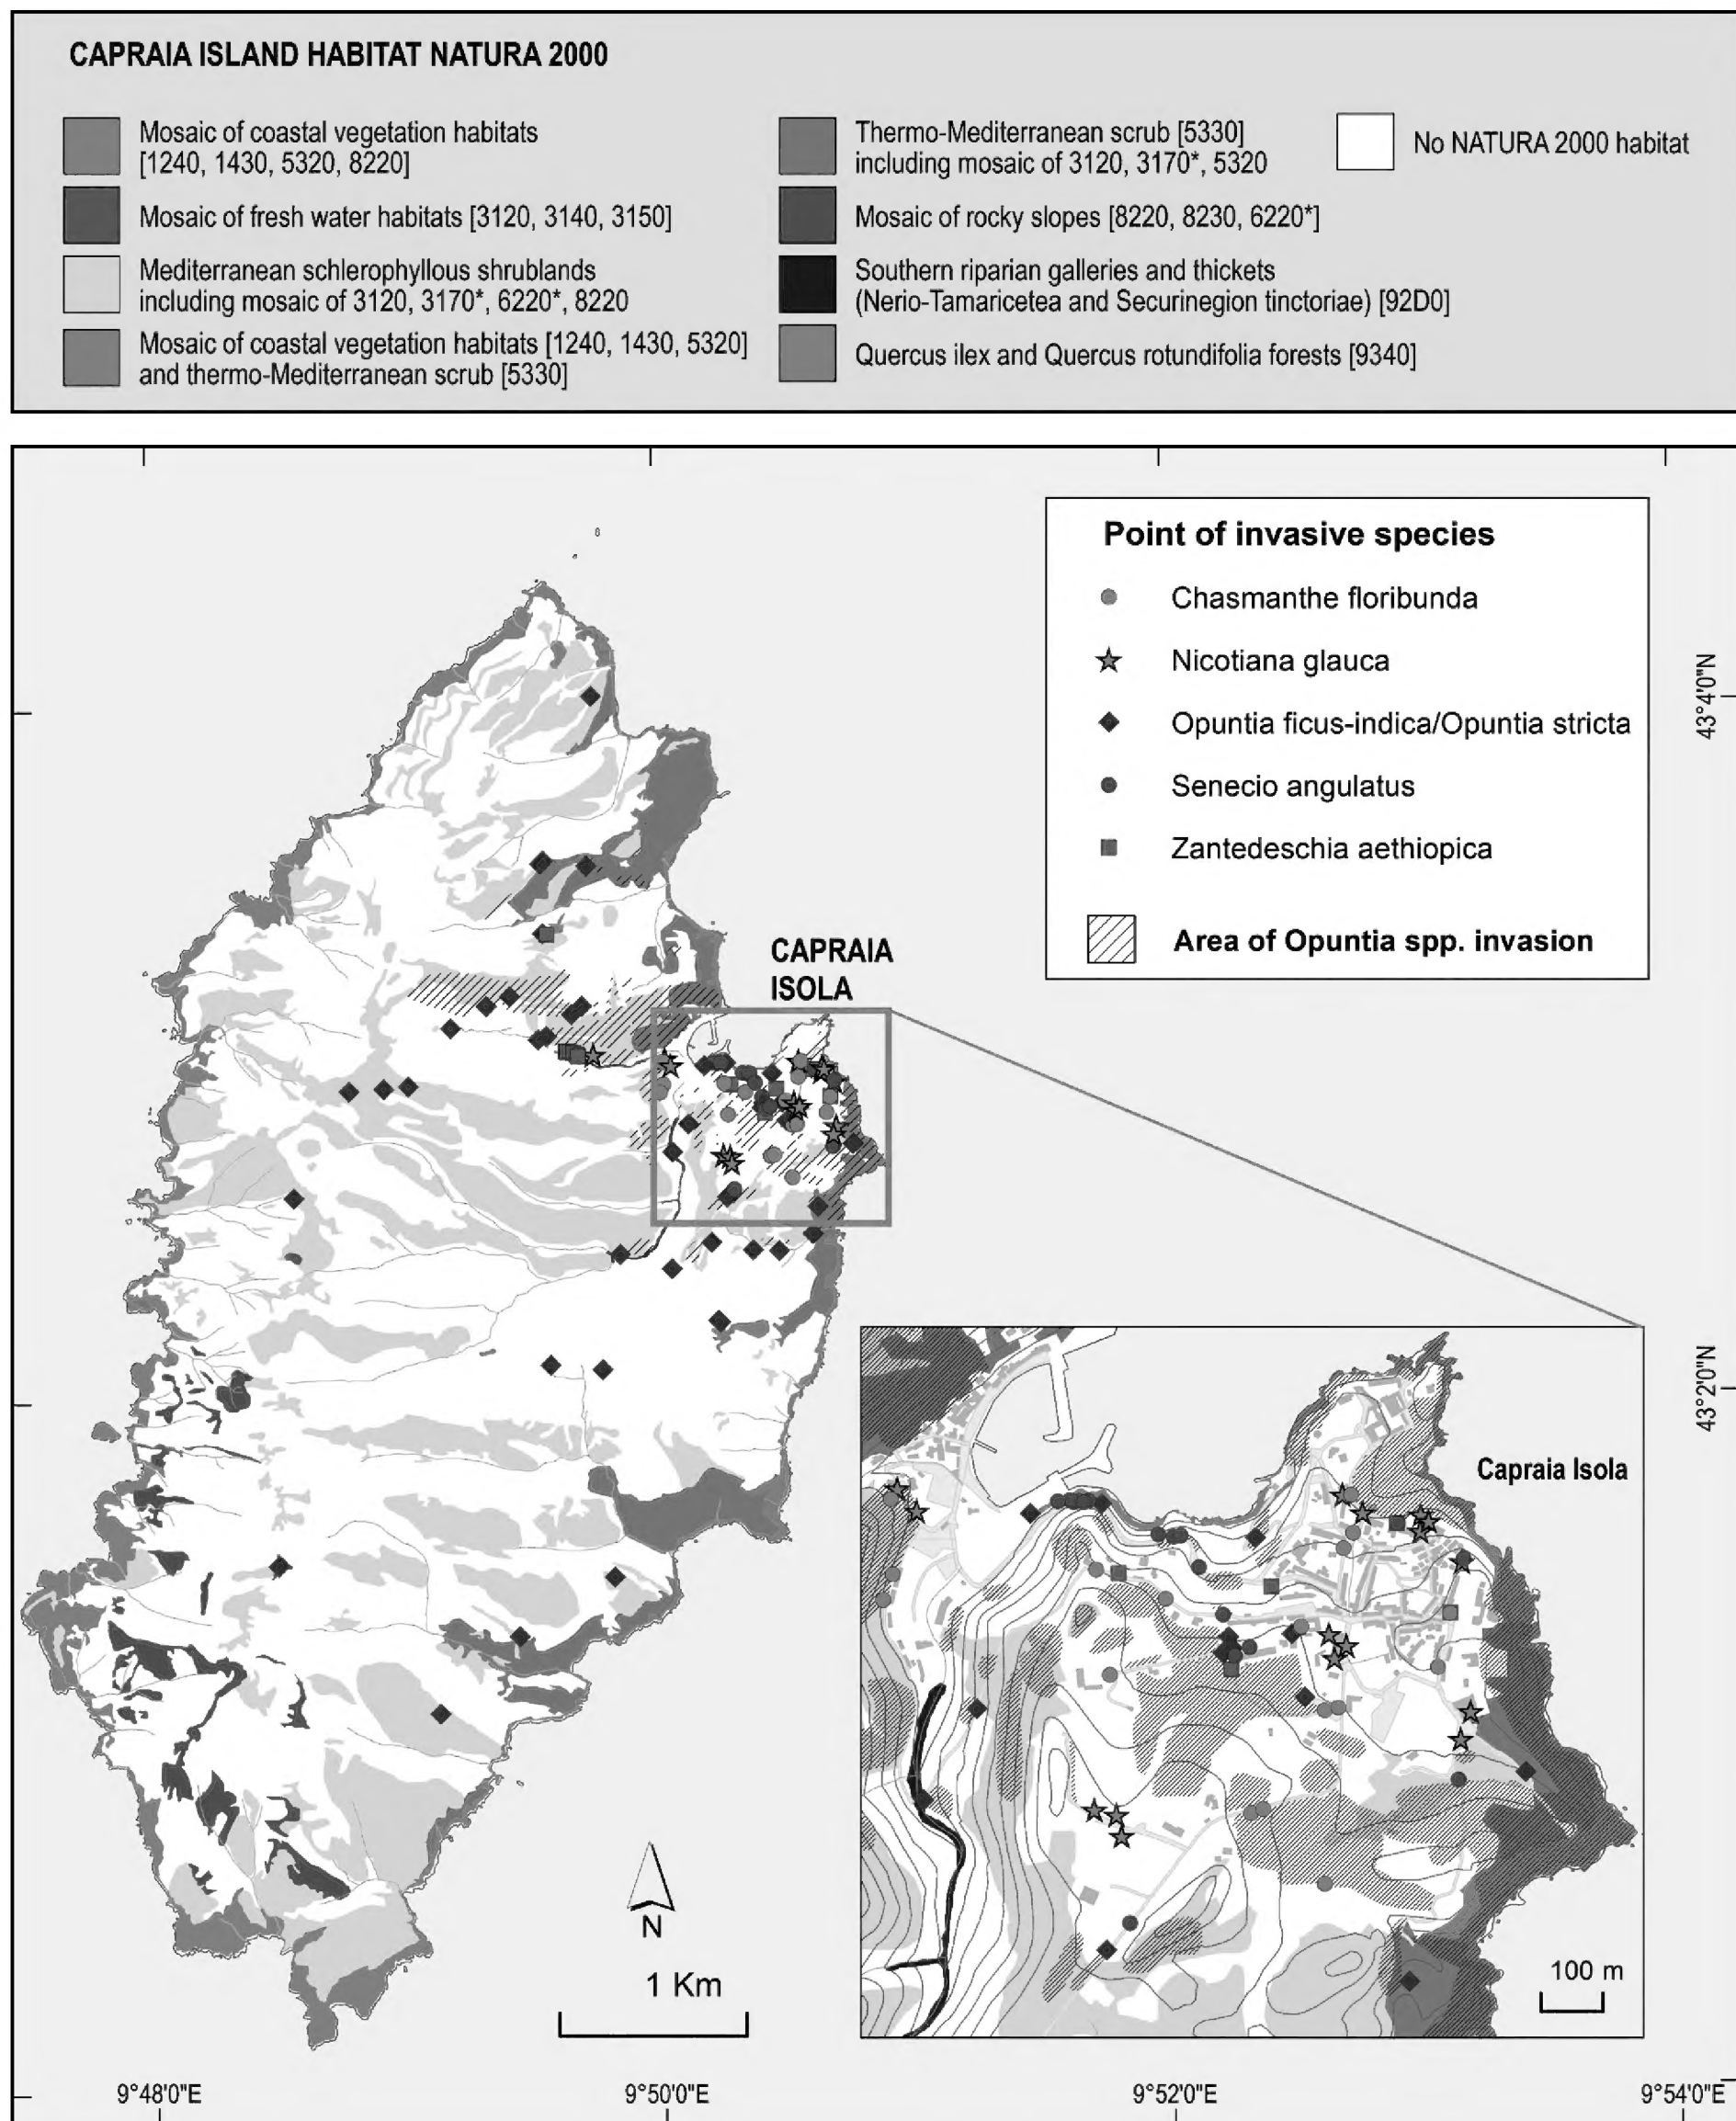 CAPRAIA ISLAND HABITAT NATURA 2000
Mosaic of coastal vegetation habitats
[1240, 1430, 5320, 8220]
Mosaic of fresh water habitats [3120, 3140, 3150]
Mediterranean schlerophyllous shrublands
including mosaic of 3120, 3170*, 6220*, 8220
Mosaic of coastal vegetation habitats [1240, 1430, 5320]
and thermo-Mediterranean scrub [5330]
Thermo-Mediterranean scrub [5330]
including mosaic of 3120, 3170*, 5320
Mosaic of rocky slopes [8220, 8230, 6220*]
Southern riparian galleries and thickets
(Nerio-Tamaricetea and Securinegion tinctoriae) [92D0]
Quercus ilex and Quercus rotundifolia forests [9340]
No NATURA 2000 habitat
Point of invasive species
Chasmanthe floribunda
Nicotiana glauca
Opuntia ficus-indica/Opuntia stricta
Senecio angulatus
Zantedeschia aethiopica
Area of Opuntia spp. invasion
43°4'0"N
CAPRAIA
ISOLA
43°2'0"N
Capraia Isola
N
1 Km
100 m
9°48'0"E
9°50'0"E
9°52'0"E
9°54'0"E